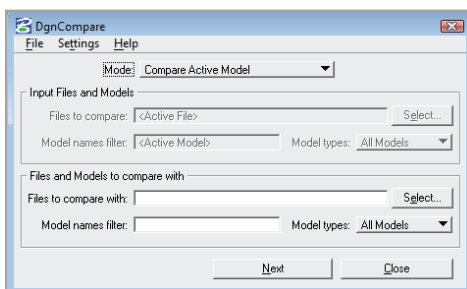 DgnCompare
File Settings Help
Mode: Compare Active Model
Input Files and Models
Files to compare: <Active File> Select...
Model names filter: <Active Model> Model types: All Models
Files and Models to compare with
Files to compare with: Select...
Model names filter: Model types: All Models
Next Close